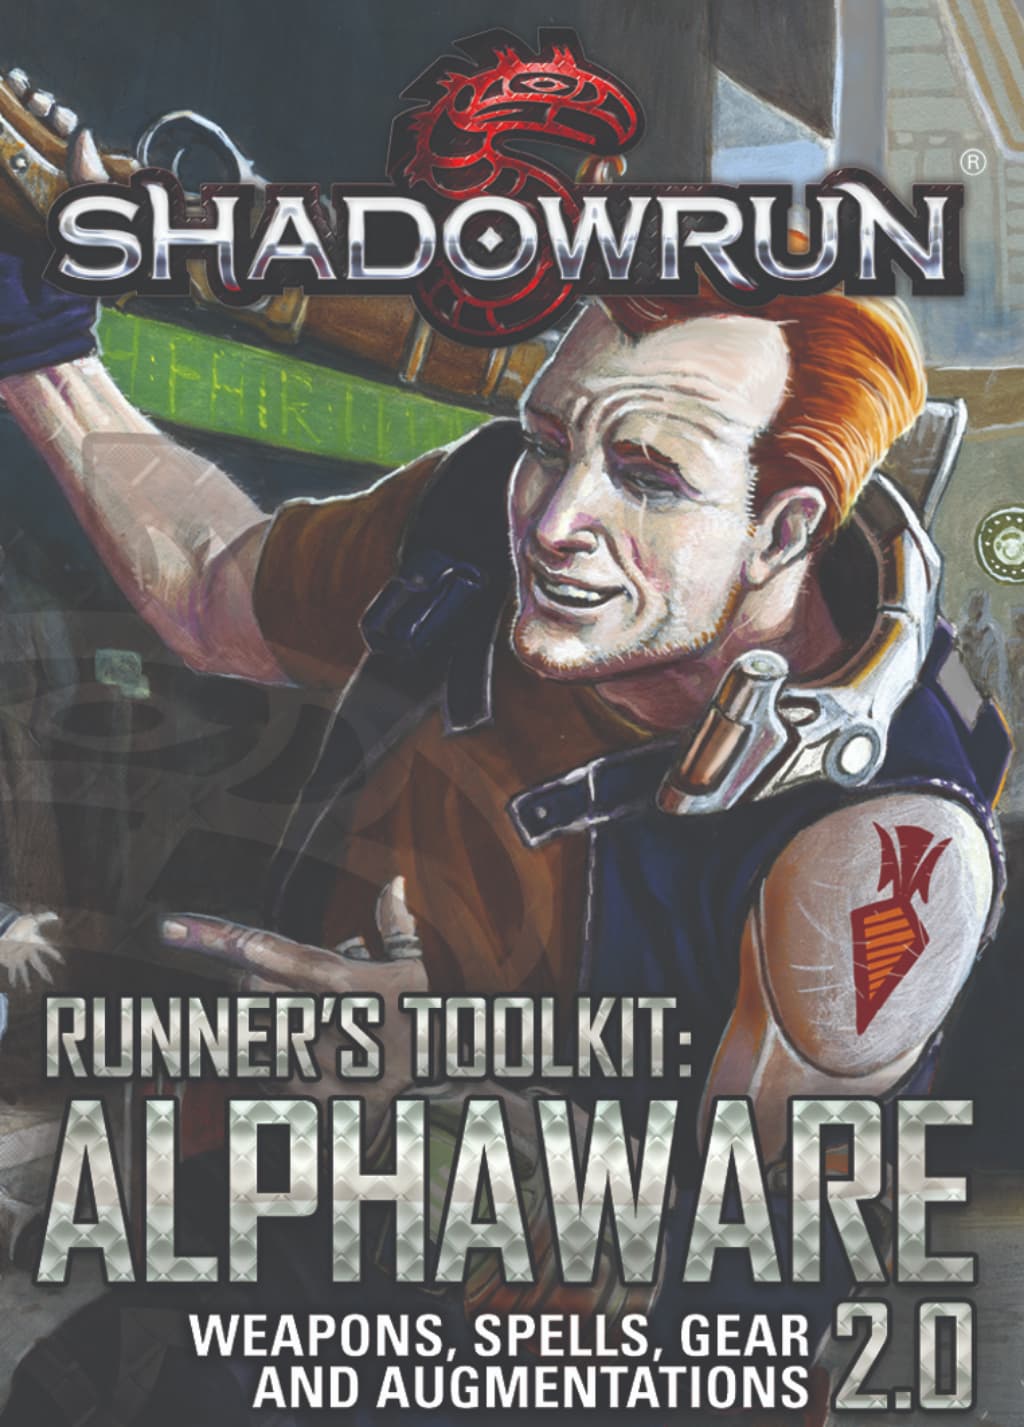 SHADOWRUN®
RUNNER'S TOOLKIT:
ALPHAWARE
WEAPONS, SPELLS, GEAR
AND AUGMENTATIONS
2.0